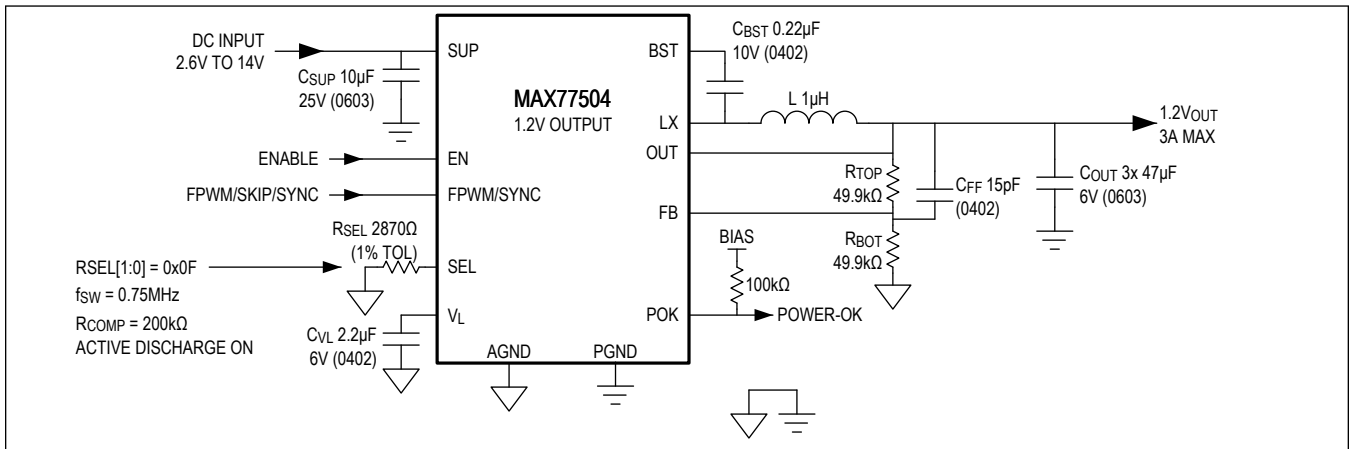 DC INPUT
2.6V TO 14V
CSUP 10µF
25V (0603)
ENABLE
FPWM/SKIP/SYNC
RSEL 2870Ω
(1% TOL)
RSEL[1:0] = 0x0F
fSW = 0.75MHz
RCOMP = 200kΩ
ACTIVE DISCHARGE ON
CVL 2.2µF
6V (0402)
SUP
EN
FPWM/SYNC
SEL
VL
AGND
PGND
MAX77504
1.2V OUTPUT
BST
LX
OUT
FB
POK
CBST 0.22µF
10V (0402)
L 1µH
RTOP
49.9kΩ
CFF 15pF
(0402)
RBOT
49.9kΩ
BIAS
100kΩ
POWER-OK
1.2VOUT
3A MAX
COUT 3x 47µF
6V (0603)